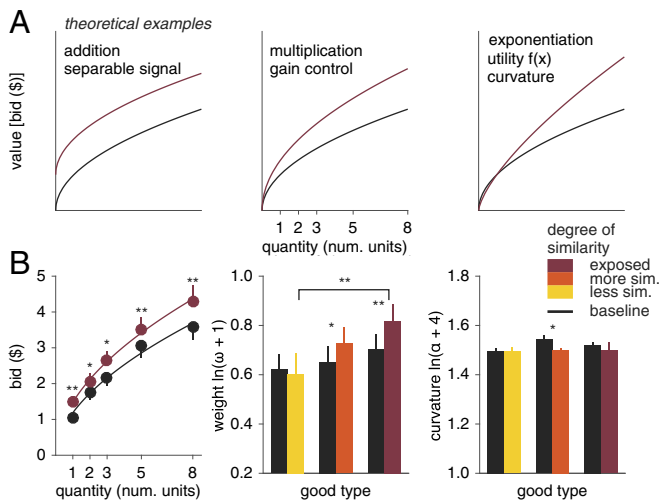 A
theoretical examples
addition
separable signal
multiplication
gain control
exponentiation
utility f(x)
curvature
value [bid ($)]
1 2 3 5 8
quantity (num. units)
degree of
similarity
exposed
more sim.
less sim.
baseline
B
5
4
3
2
1
0
bid ($)
** * * ** **
1 2 3 5 8
quantity (num. units)
1.0
0.8
0.6
0.4
0.2
weight ln(ω + 1)
**
* **
good type
1.8
1.6
1.4
1.2
1.0
curvature ln(α + 4)
*
good type